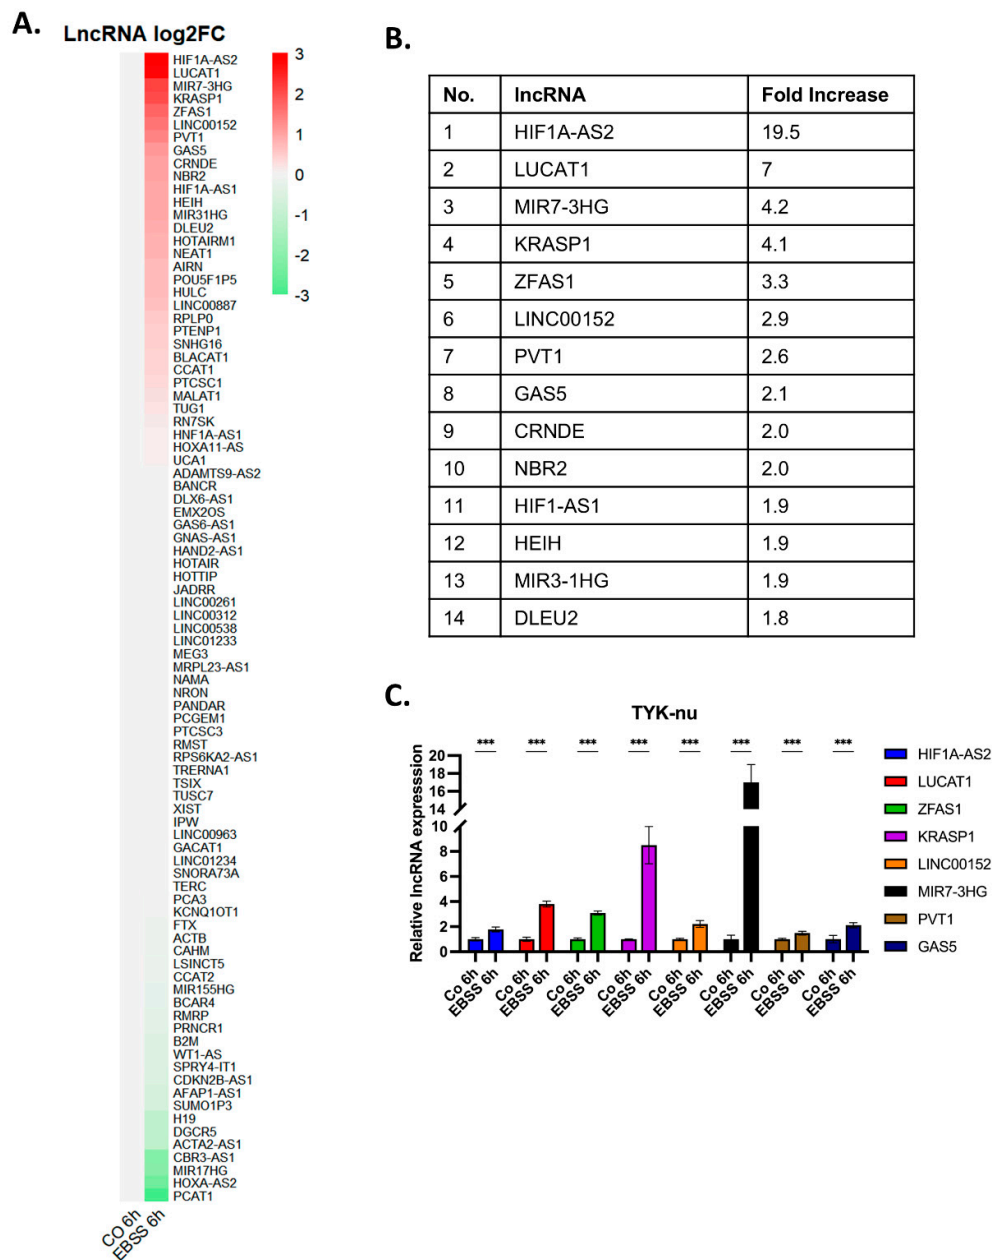 A.
LncRNA log2FC
HIF1A-AS2
LUCAT1
MIR7-3HG
KRASP1
ZFAS1
LINC00152
PVT1
GAS5
CRNDE
NBR2
HIF1A-AS1
HEIH
MIR31HG
DLEU2
HOTAIRM1
NEAT1
AIRN
POU5F1P5
HULC
LINC00887
RPLP0
PTENP1
SNHG16
BLACAT1
CCAT1
PTCSC1
MALAT1
TUG1
RN7SK
HNF1A-AS1
HOXA11-AS
UCA1
ADAMTS9-AS2
BANCR
DLX6-AS1
EMX2OS
GAS6-AS1
GNAS-AS1
HAND2-AS1
HOTAIR
HOTTIP
JADRR
LINC00261
LINC00312
LINC00538
LINC01233
MEG3
MRPL23-AS1
NAMA
NRON
PANDAR
PCGEM1
PTCSC3
RMST
RPS6KA2-AS1
TRERNA1
TSIX
TUSC7
XIST
IPW
LINC00963
GACAT1
LINC01234
SNORA73A
TERC
PCA3
KCNQ1OT1
FTX
ACTB
CAHM
LSINCT5
CCAT2
MIR155HG
BCAR4
RMRP
PRNCR1
B2M
WT1-AS
SPRY4-IT1
CDKN2B-AS1
AFAP1-AS1
SUMO1P3
H19
DGCR5
ACTA2-AS1
CBR3-AS1
MIR17HG
HOXA-AS2
PCAT1
CO 6h
EBSS 6h
3
2
1
0
-1
-2
-3
B.
No. lncRNA Fold Increase
1 HIF1A-AS2 19.5
2 LUCAT1 7
3 MIR7-3HG 4.2
4 KRASP1 4.1
5 ZFAS1 3.3
6 LINC00152 2.9
7 PVT1 2.6
8 GAS5 2.1
9 CRNDE 2.0
10 NBR2 2.0
11 HIF1-AS1 1.9
12 HEIH 1.9
13 MIR3-1HG 1.9
14 DLEU2 1.8
C.
TYK-nu
*** *** *** *** *** *** *** ***
Relative lncRNA expresssion
20
18
16
14
10
8
6
4
2
0
Co 6h
EBSS 6h
Co 6h
EBSS 6h
Co 6h
EBSS 6h
Co 6h
EBSS 6h
Co 6h
EBSS 6h
Co 6h
EBSS 6h
Co 6h
EBSS 6h
Co 6h
EBSS 6h
HIF1A-AS2
LUCAT1
ZFAS1
KRASP1
LINC00152
MIR7-3HG
PVT1
GAS5